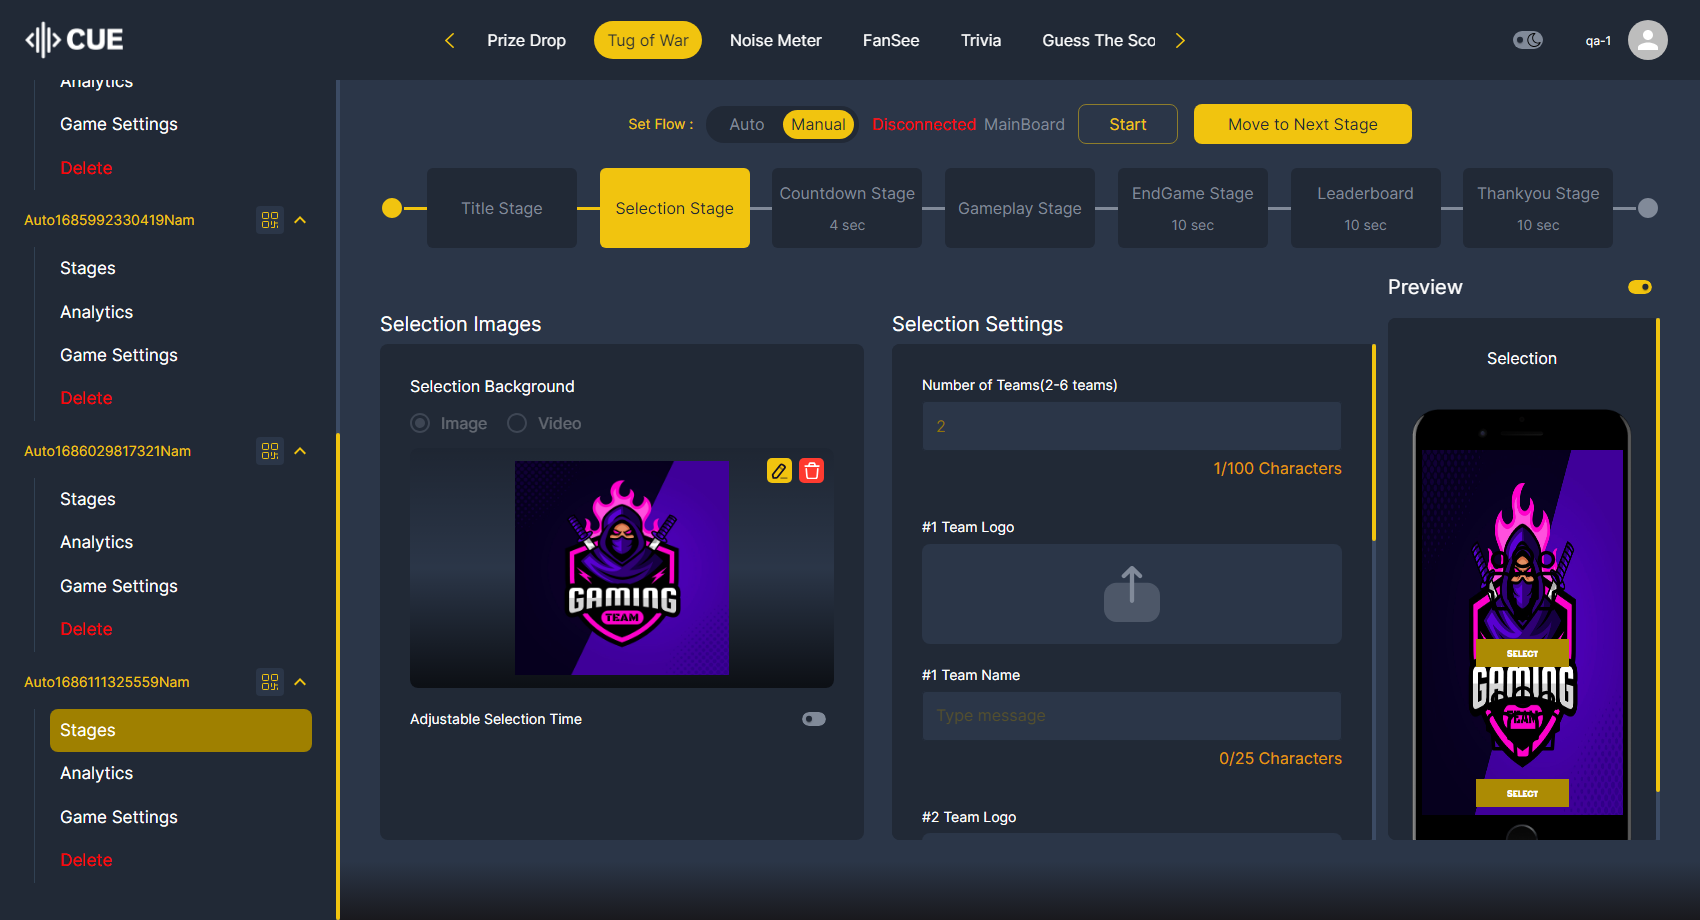 CUE
Prize Drop
Tug of War
Noise Meter
FanSee
Trivia
Guess The Sco
qa-1
Analytics
Game Settings
Delete
Auto1685992330419Nam
Stages
Analytics
Game Settings
Delete
Auto1686029817321Nam
Stages
Analytics
Game Settings
Delete
Auto1686111325559Nam
Stages
Analytics
Game Settings
Delete
Set Flow :
Auto
Manual
Disconnected MainBoard
Start
Move to Next Stage
Title Stage
Selection Stage
Countdown Stage
4 sec
Gameplay Stage
EndGame Stage
10 sec
Leaderboard
10 sec
Thankyou Stage
10 sec
Selection Images
Selection Background
Image
Video
GAMING
TEAM
Adjustable Selection Time
Selection Settings
Number of Teams(2-6 teams)
2
1/100 Characters
#1 Team Logo
#1 Team Name
Type message
0/25 Characters
#2 Team Logo
Preview
Selection
SELECT
GAMING
TEAM
SELECT